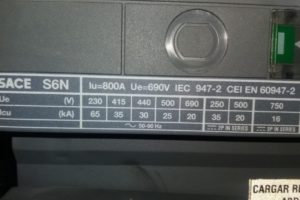 SACE S6N Iu=800A Ue=690V IEC 947-2 CEI EN 60947-2
Ue (V) 230 415 440 500 690 250 500 750
Icu (kA) 65 35 30 25 20 35 20 16
50-60 Hz 2P IN SERIES 3P IN SERIES
CARGAR RE